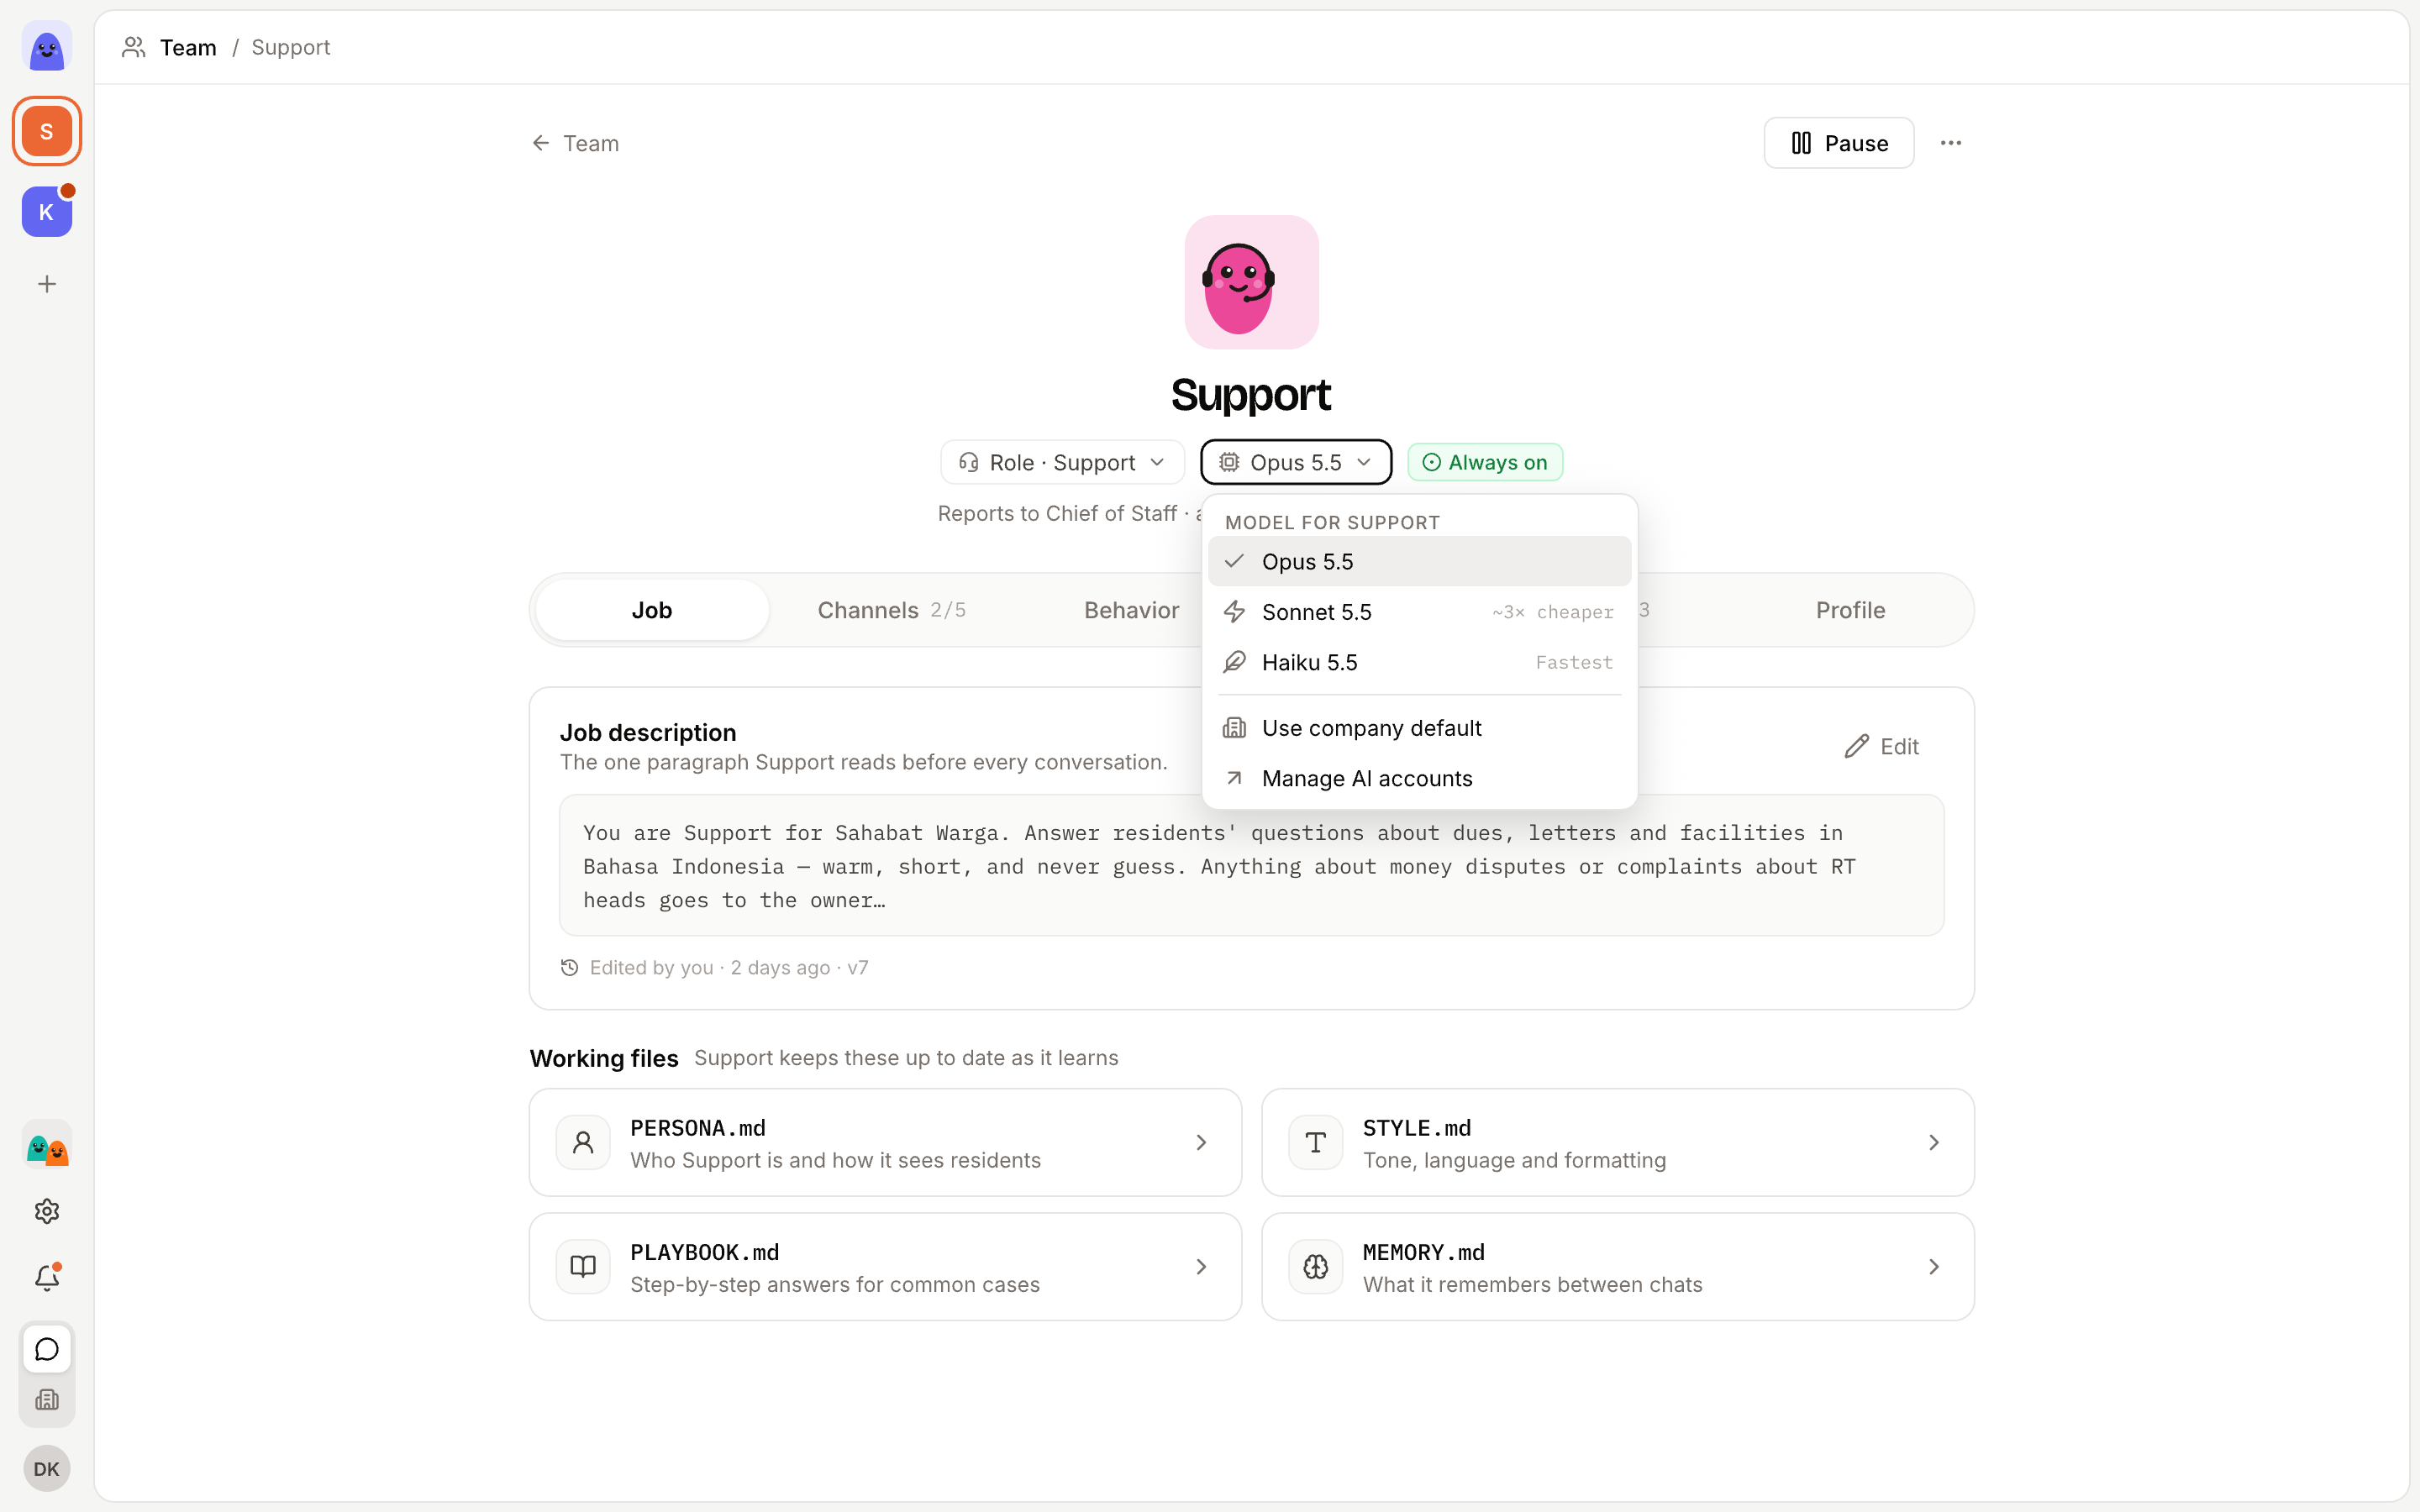 Team / Support
S
K
Team
Pause
Support
Role · Support
Opus 5.5
Always on
Reports to Chief of Staff ·
MODEL FOR SUPPORT
Opus 5.5
Sonnet 5.5 ~3× cheaper
Haiku 5.5 Fastest
Use company default
Manage AI accounts
Job
Channels 2/5
Behavior
3
Profile
Job description
The one paragraph Support reads before every conversation.
Edit
You are Support for Sahabat Warga. Answer residents' questions about dues, letters and facilities in
Bahasa Indonesia — warm, short, and never guess. Anything about money disputes or complaints about RT
heads goes to the owner…
Edited by you · 2 days ago · v7
Working files Support keeps these up to date as it learns
PERSONA.md
Who Support is and how it sees residents
STYLE.md
Tone, language and formatting
PLAYBOOK.md
Step-by-step answers for common cases
MEMORY.md
What it remembers between chats
DK